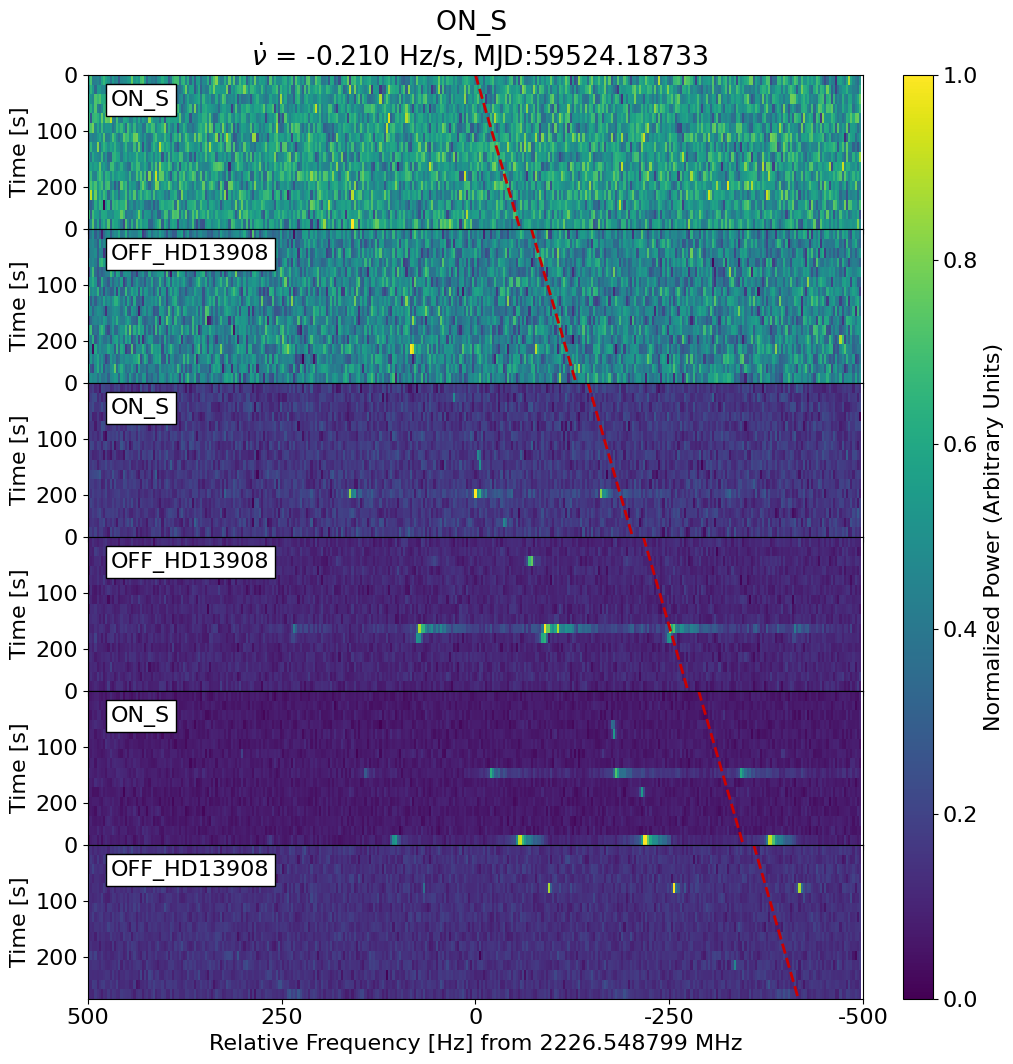 ON_S
ν̇ = -0.210 Hz/s, MJD:59524.18733
0
100
200
Time [s]
ON_S
0
100
200
Time [s]
OFF_HD13908
0
100
200
Time [s]
ON_S
0
100
200
Time [s]
OFF_HD13908
0
100
200
Time [s]
ON_S
0
100
200
Time [s]
OFF_HD13908
500
250
0
-250
-500
Relative Frequency [Hz] from 2226.548799 MHz
1.0
0.8
0.6
0.4
0.2
0.0
Normalized Power (Arbitrary Units)